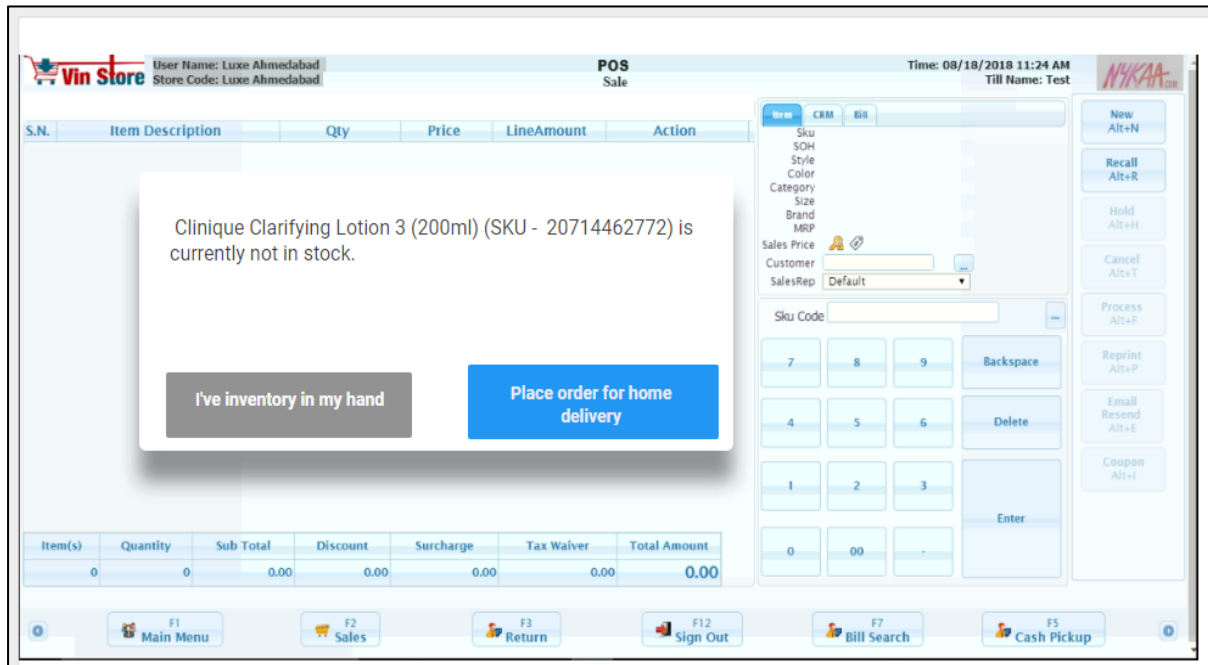 Vin Store
User Name: Luxe Ahmedabad
Store Code: Luxe Ahmedabad
POS
Sale
Time: 08/18/2018 11:24 AM
Till Name: Test
NYKAA.COM
S.N. Item Description Qty Price LineAmount Action
Item CRM Bill
Sku
SOH
Style
Color
Category
Size
Brand
MRP
Sales Price
Customer ...
SalesRep Default
Sku Code ...
Clinique Clarifying Lotion 3 (200ml) (SKU - 20714462772) is
currently not in stock.
I've inventory in my hand
Place order for home
delivery
7 8 9 Backspace
4 5 6 Delete
1 2 3
Enter
0 00 .
New
Alt+N
Recall
Alt+R
Hold
Alt+H
Cancel
Alt+T
Process
Alt+F
Reprint
Alt+P
Email
Resend
Alt+E
Coupon
Alt+I
Item(s) Quantity Sub Total Discount Surcharge Tax Waiver Total Amount
0 0 0.00 0.00 0.00 0.00 0.00
F1
Main Menu
F2
Sales
F3
Return
F12
Sign Out
F7
Bill Search
F5
Cash Pickup